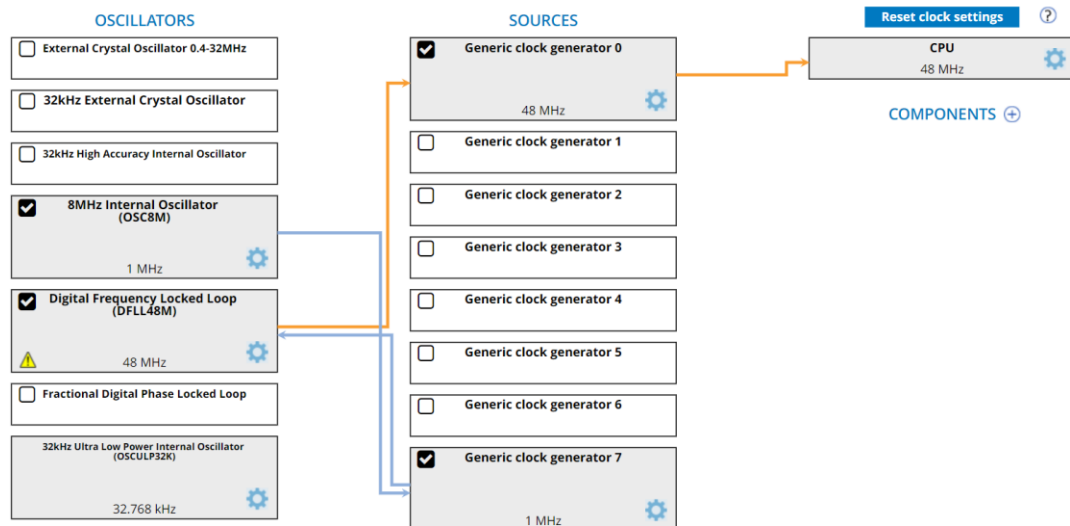 OSCILLATORS
External Crystal Oscillator 0.4-32MHz
32kHz External Crystal Oscillator
32kHz High Accuracy Internal Oscillator
8MHz Internal Oscillator
(OSC8M)
1 MHz
Digital Frequency Locked Loop
(DFLL48M)
48 MHz
Fractional Digital Phase Locked Loop
32kHz Ultra Low Power Internal Oscillator
(OSCULP32K)
32.768 kHz
SOURCES
Generic clock generator 0
48 MHz
Generic clock generator 1
Generic clock generator 2
Generic clock generator 3
Generic clock generator 4
Generic clock generator 5
Generic clock generator 6
Generic clock generator 7
1 MHz
Reset clock settings
?
CPU
48 MHz
COMPONENTS